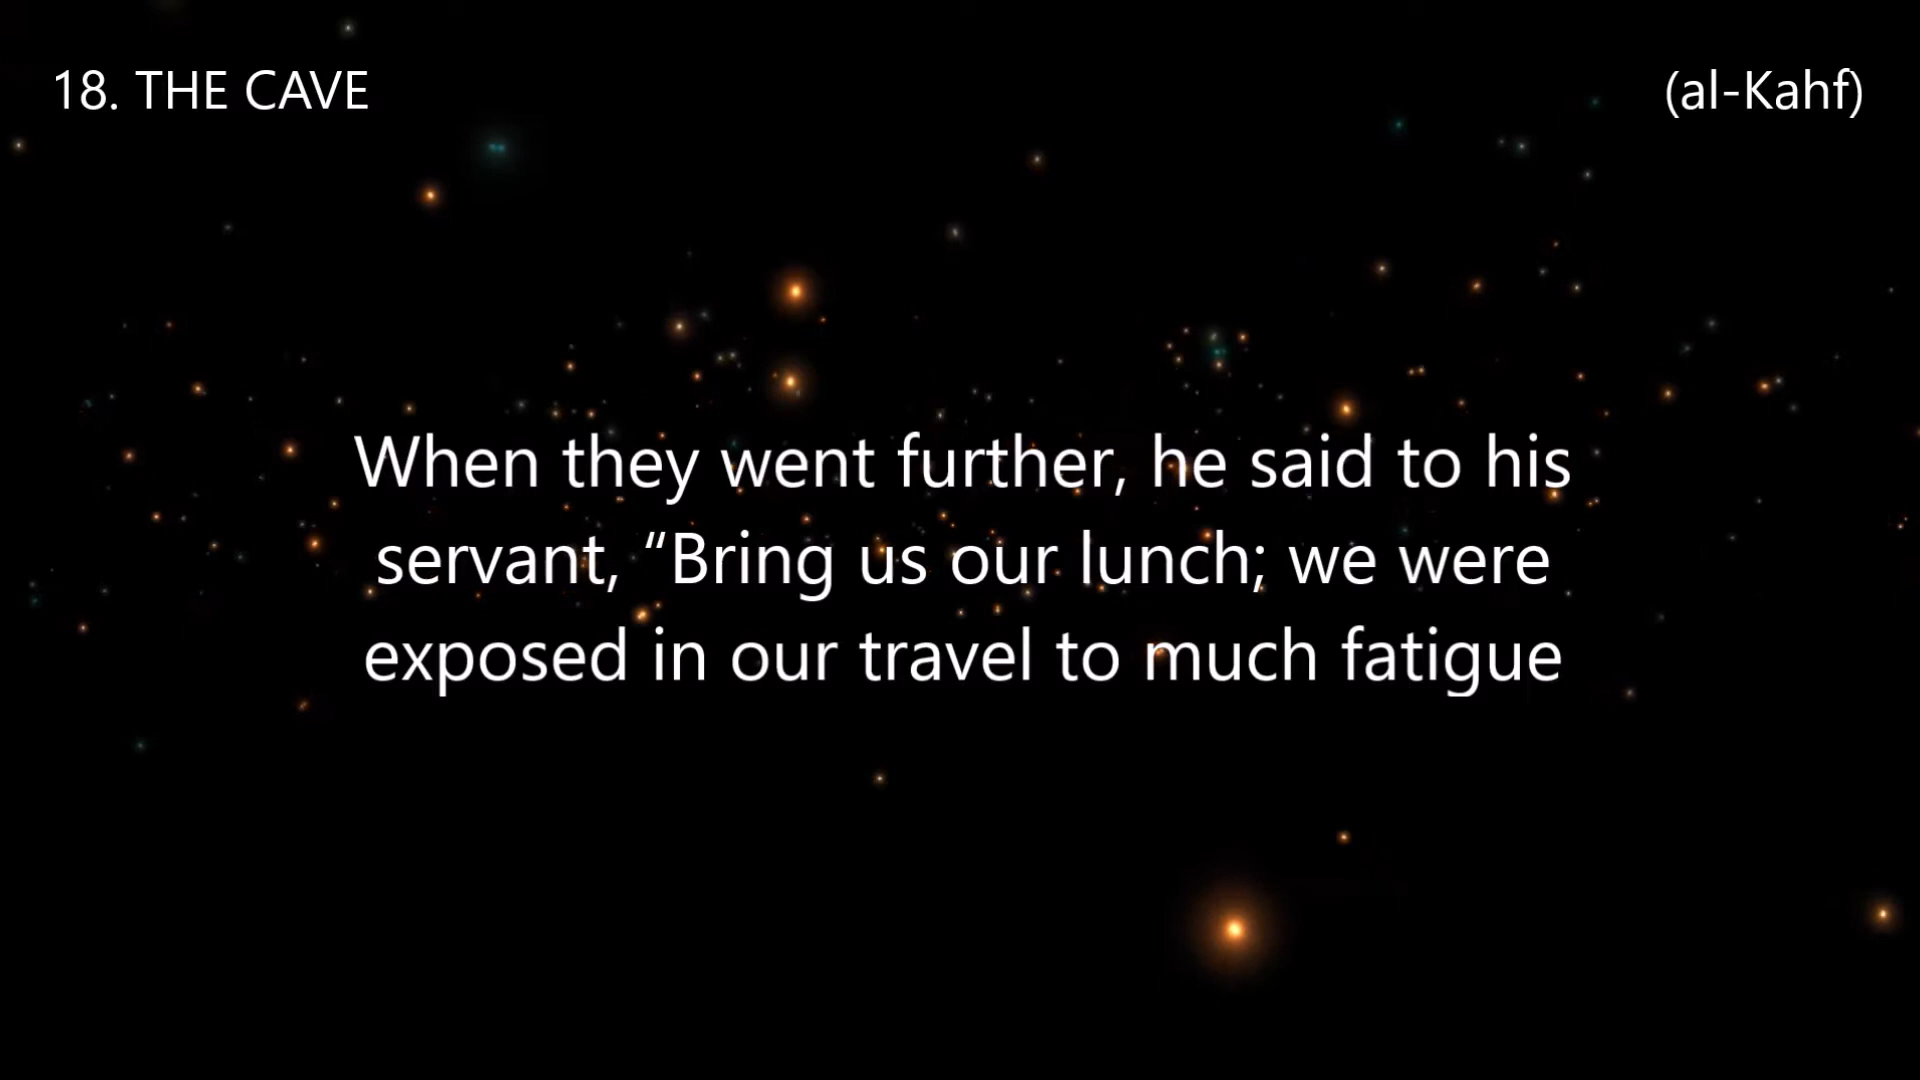 18. THE CAVE
(al-Kahf)
When they went further, he said to his
servant, “Bring us our lunch; we were
exposed in our travel to much fatigue